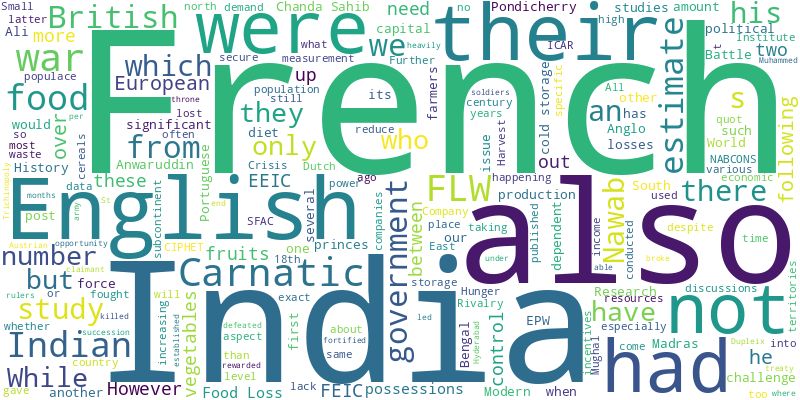 Small
latter
Ali
populace
would
so
most
waste
British
war
more
food
over
cereals
History
post
number
or
whether
rulers
study
Indian
While
gave
another
north
demand
Chanda Sahib
capital
were
which
up
European
population
still
they
from
often
significant
lost
only
diet
its
ago
Anwaruddin
Crisis
these
data
Portuguese
Dutch
power
EEIC
several
princes
SFAC
CIPHET
subcontinent
fruits
one
between
companies
Carnatic
18th
but
force
fought
will
exact
Austrian
opportunity
claimant
killed
succession
country
However
increasing
established
vegetables
aspect
than
level
Food Loss
first
about
same
lack
defeated
fortified
rewarded
FEIC
led
possessions
French
English
India
also
their
we
need
no
Pondicherry
Further
secure
measurement
what
heavily
reduce
century
years
who
FLW
Company
place
East
our
taking
storage
Hunger
Rivalry
Bengal
Hyderabad
control
Modern
EPW
under
incentives
when
government
studies
high
ICAR
amount
Institute
political
Battle
his
two
Muhammed
throne
per
end
army
St
months
Trichinopoly
soldiers
Harvest
issue
farmers
cold storage
specific
an
has
All
other
out
happening
production
published
dependent
conducted
South
Nawab
used
income
despite
able
broke
Research
resources
have
especially
come
Madras
Mughal
had
he
into
challenge
too
where
treaty
Dupleix
discussions
territories
not
time
there
economic
various
NABCONS
World
such
quot
Anglo
losses
estimate
s
t
following